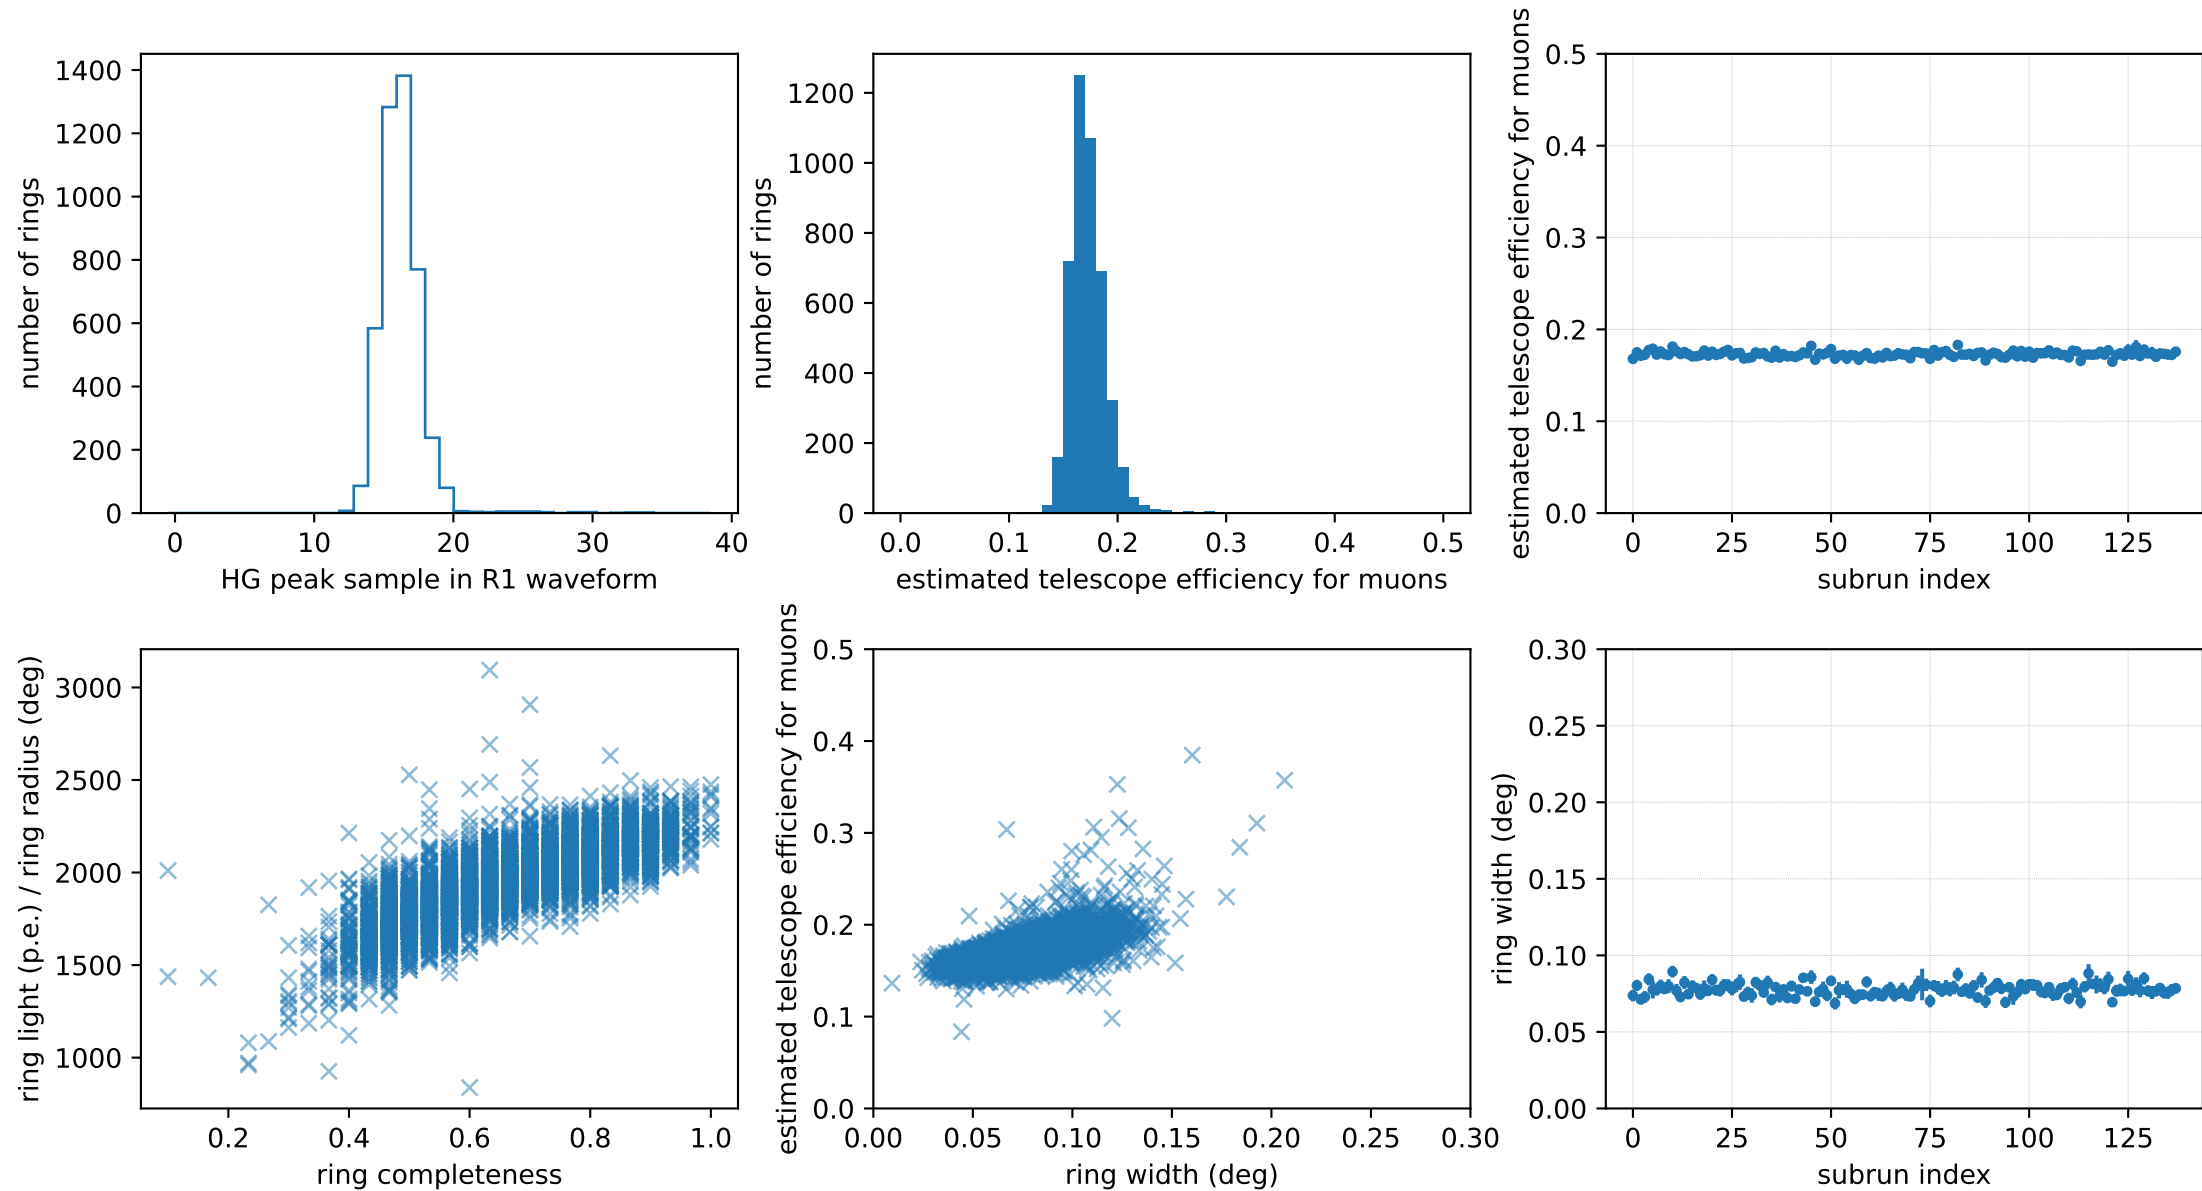 1400
1200
1000
800
600
400
200
0
number of rings
0 10 20 30 40
HG peak sample in R1 waveform
1200
1000
800
600
400
200
0
number of rings
0.0 0.1 0.2 0.3 0.4 0.5
estimated telescope efficiency for muons
0.5
0.4
0.3
0.2
0.1
0.0
estimated telescope efficiency for muons
0 25 50 75 100 125
subrun index
3000
2500
2000
1500
1000
ring light (p.e.) / ring radius (deg)
0.2 0.4 0.6 0.8 1.0
ring completeness
0.5
0.4
0.3
0.2
0.1
0.0
estimated telescope efficiency for muons
0.00 0.05 0.10 0.15 0.20 0.25 0.30
ring width (deg)
0.30
0.25
0.20
0.15
0.10
0.05
0.00
ring width (deg)
0 25 50 75 100 125
subrun index